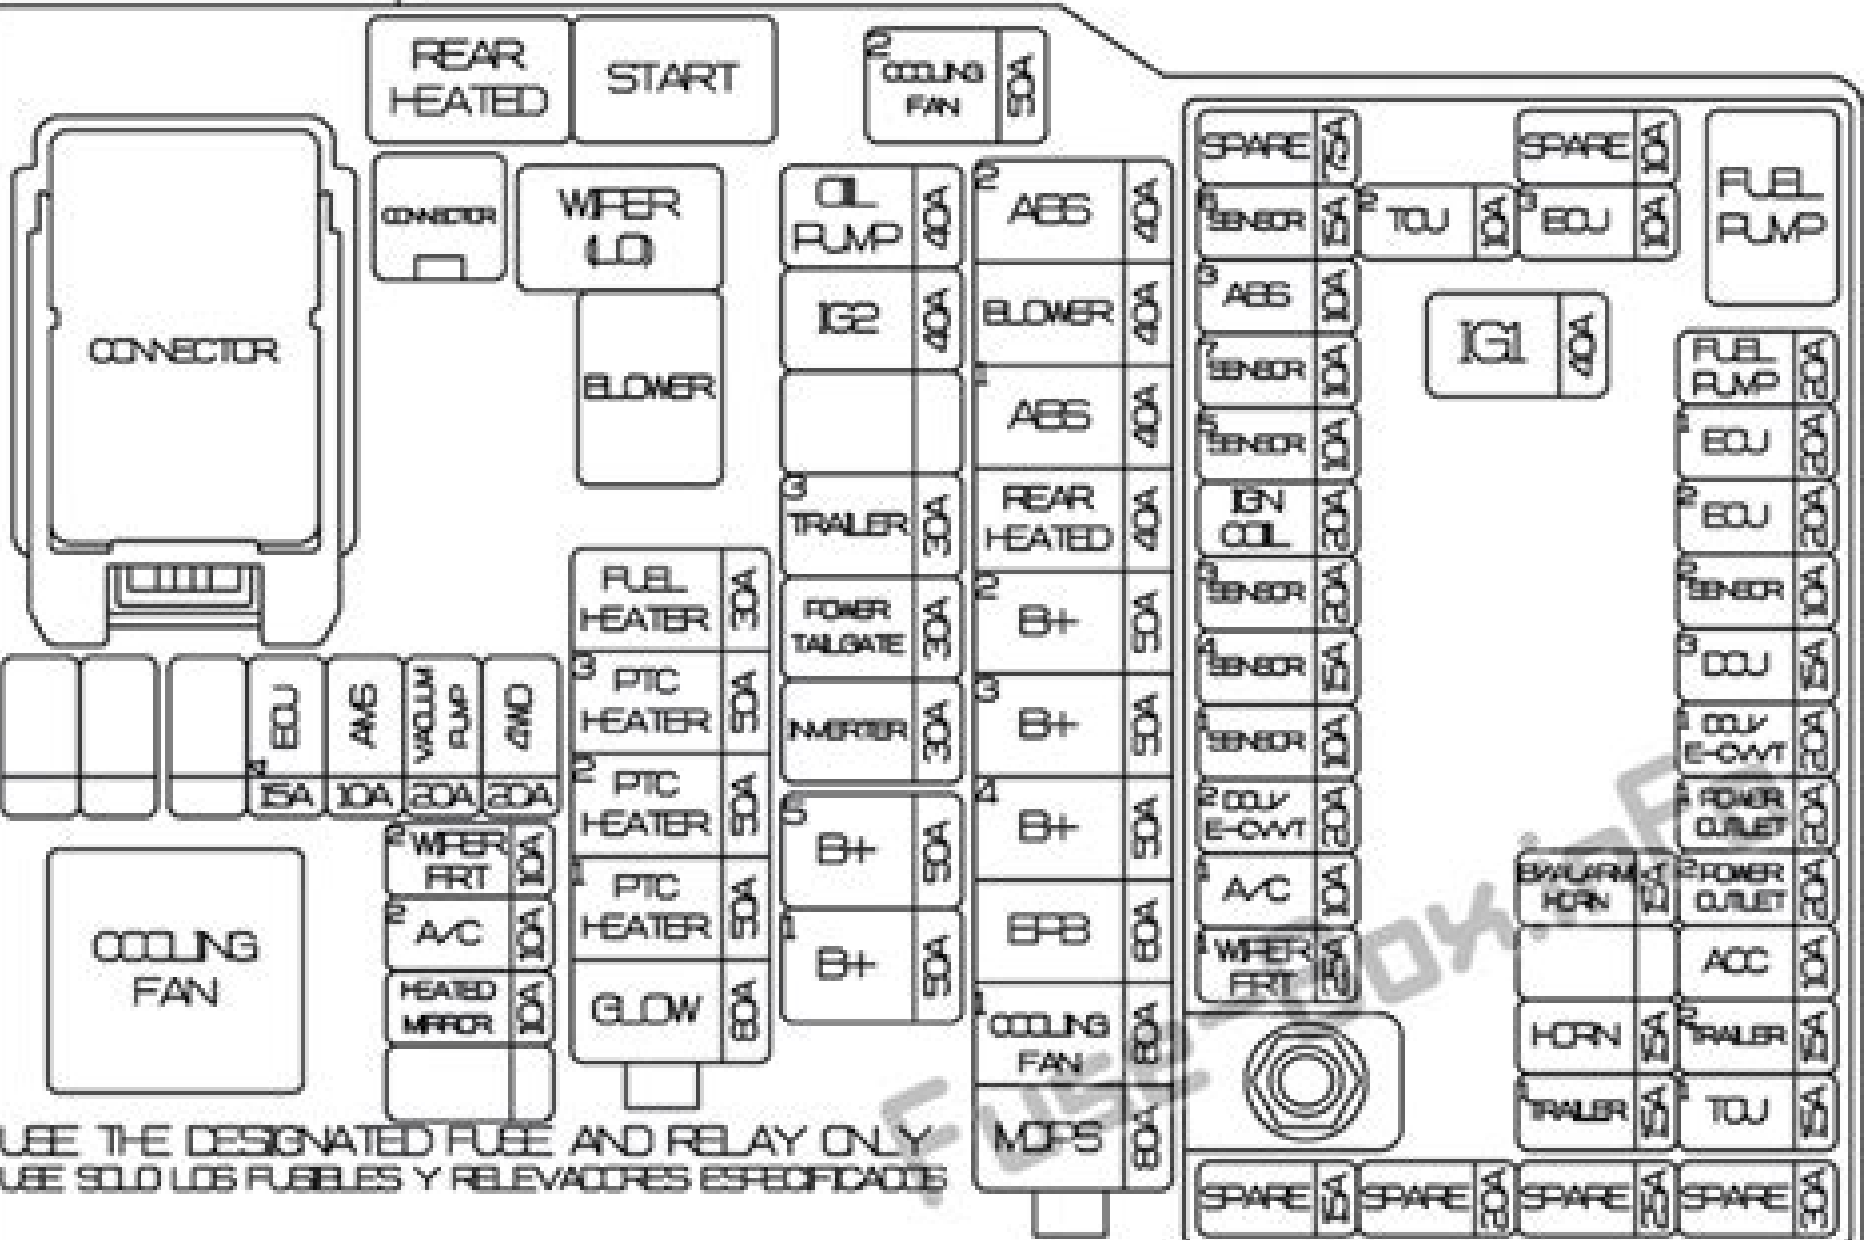 REAR
HEATED
START
2
COOLING
FAN
50A
CONNECTOR
CONNECTOR
WIPER
(LO)
BLOWER
OIL
PUMP
40A
IG2
40A
3
TRAILER
30A
POWER
TAILGATE
30A
INVERTER
30A
5
B+
50A
1
B+
50A
2
ABS
40A
BLOWER
40A
1
ABS
40A
REAR
HEATED
40A
2
B+
50A
3
B+
50A
4
B+
50A
EPB
60A
1
COOLING
FAN
60A
MDPS
80A
FUEL
HEATER
30A
3
PTC
HEATER
50A
2
PTC
HEATER
50A
1
PTC
HEATER
50A
GLOW
80A
4
ECU
15A
AMS
10A
VACUUM
PUMP
20A
4WD
20A
COOLING
FAN
2
WIPER
FRT
10A
2
A/C
10A
HEATED
MIRROR
10A
USE THE DESIGNATED FUSE AND RELAY ONLY
USE SOLO LOS FUSIBLES Y RELEVADORES ESPECIFICADOS
SPARE
7.5A
6
SENSOR
15A
2
TCU
10A
SPARE
10A
3
ECU
10A
FUEL
PUMP
3
ABS
10A
IG1
40A
7
SENSOR
10A
5
SENSOR
10A
IGN
COIL
20A
3
SENSOR
20A
4
SENSOR
15A
1
SENSOR
10A
2
DCU/
E-CVVT
20A
1
A/C
10A
1
WIPER
FRT
25A
FUEL
PUMP
20A
1
ECU
20A
2
ECU
20A
2
SENSOR
10A
3
DCU
15A
1
DCU/
E-CVVT
20A
1
POWER
OUTLET
20A
B/ALARM
HORN
15A
2
POWER
OUTLET
20A
ACC
10A
HORN
15A
2
TRAILER
15A
1
TRAILER
15A
1
TCU
15A
SPARE
15A
SPARE
20A
SPARE
25A
SPARE
30A
Fuse-Box.inFo